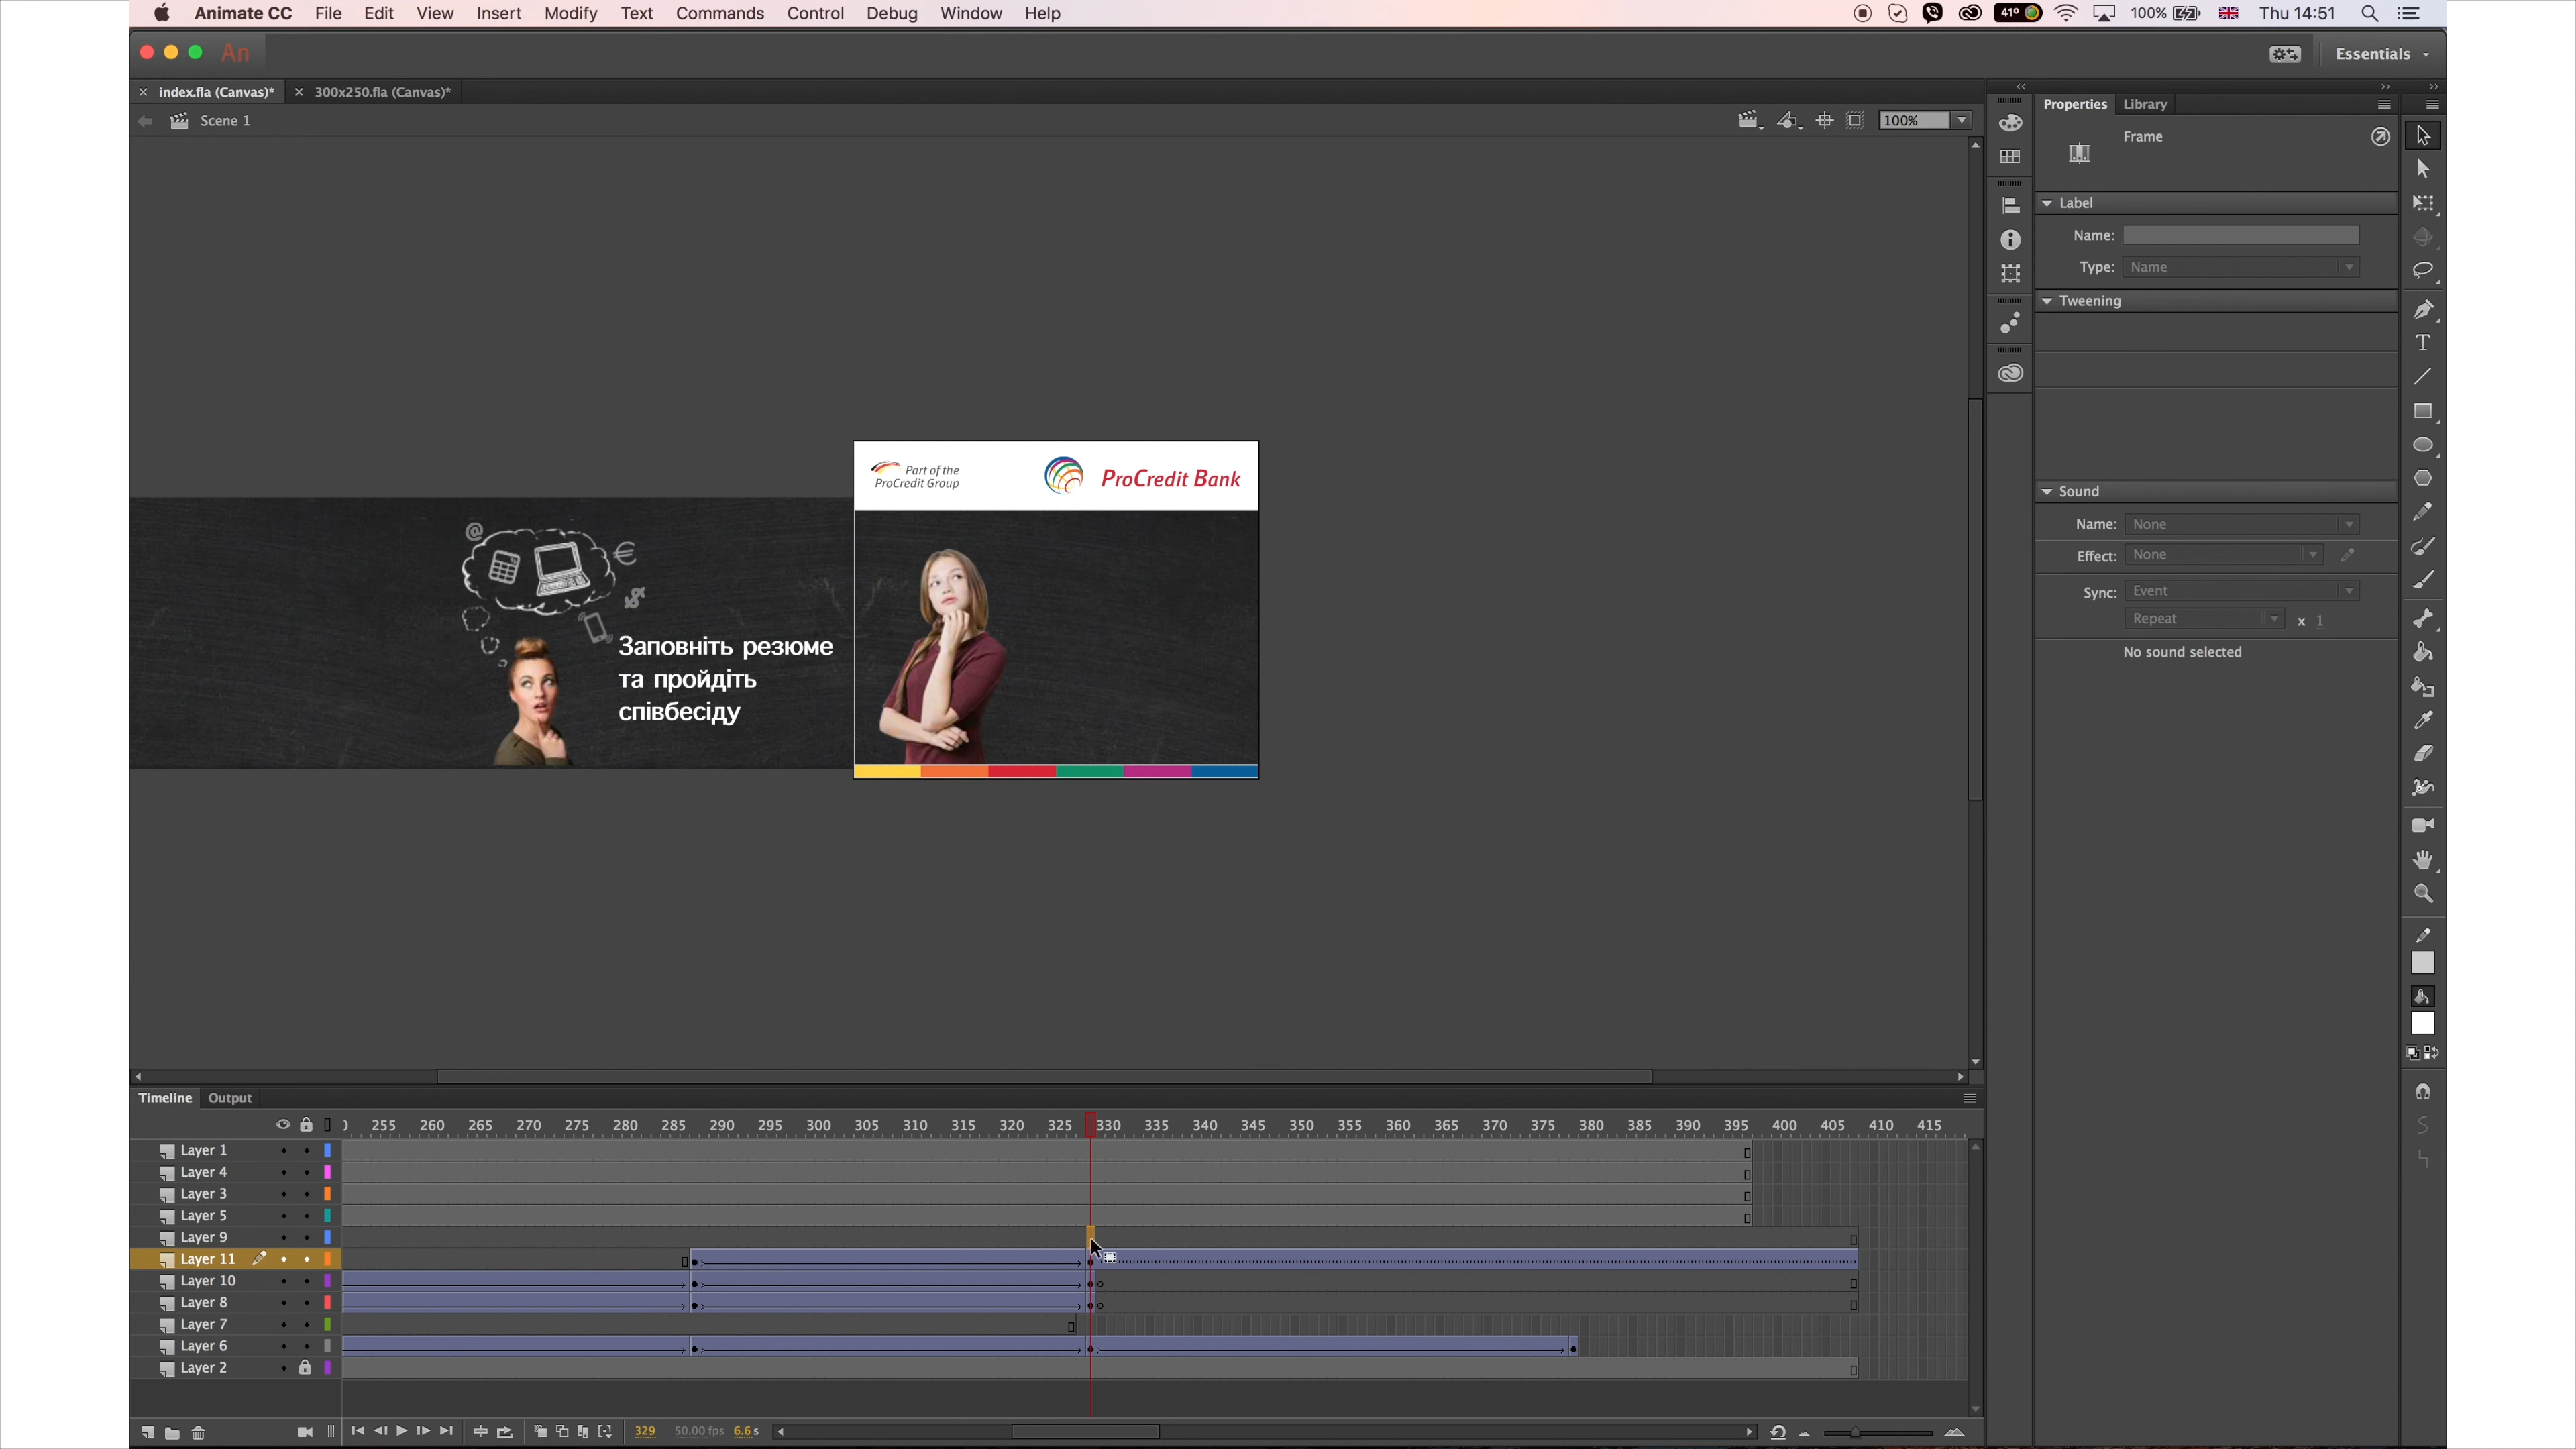 Animate CC File Edit View Insert Modify Text Commands Control Debug Window Help
41° 100% Thu 14:51
An
Essentials
index.fla (Canvas)* 300x250.fla (Canvas)*
Scene 1
100%
Part of the
ProCredit Group
ProCredit Bank
@
€
$
Заповніть резюме
та пройдіть
співбесіду
Properties Library
Frame
Label
Name:
Type: Name
Tweening
Sound
Name: None
Effect: None
Sync: Event
Repeat x 1
No sound selected
T
Timeline Output
255 260 265 270 275 280 285 290 295 300 305 310 315 320 325 330 335 340 345 350 355 360 365 370 375 380 385 390 395 400 405 410 415
Layer 1
Layer 4
Layer 3
Layer 5
Layer 9
Layer 11
Layer 10
Layer 8
Layer 7
Layer 6
Layer 2
329 50.00 fps 6.6 s